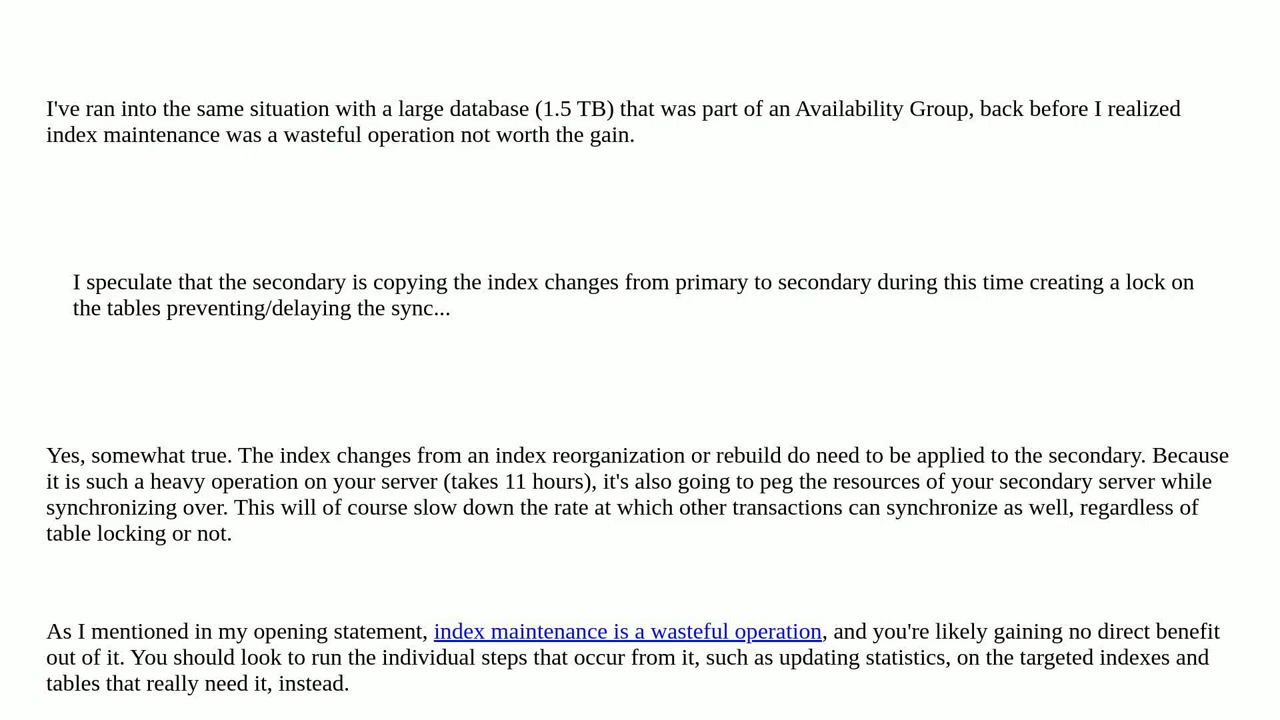 I've ran into the same situation with a large database (1.5 TB) that was part of an Availability Group, back before I realized
index maintenance was a wasteful operation not worth the gain.
I speculate that the secondary is copying the index changes from primary to secondary during this time creating a lock on
the tables preventing/delaying the sync...
Yes, somewhat true. The index changes from an index reorganization or rebuild do need to be applied to the secondary. Because
it is such a heavy operation on your server (takes 11 hours), it's also going to peg the resources of your secondary server while
synchronizing over. This will of course slow down the rate at which other transactions can synchronize as well, regardless of
table locking or not.
As I mentioned in my opening statement, index maintenance is a wasteful operation, and you're likely gaining no direct benefit
out of it. You should look to run the individual steps that occur from it, such as updating statistics, on the targeted indexes and
tables that really need it, instead.